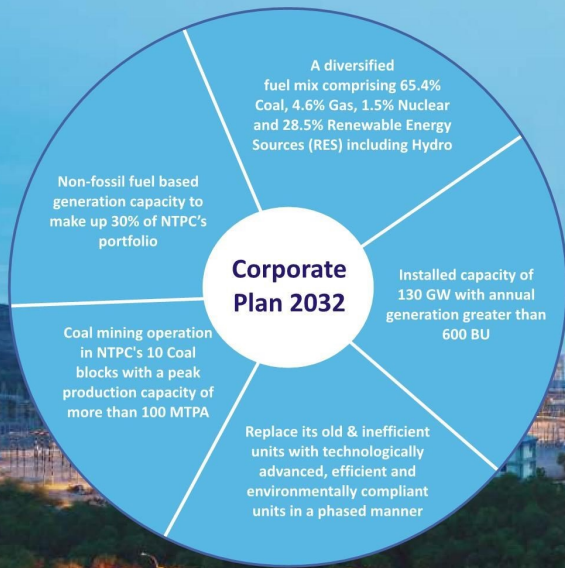 Corporate
Plan 2032
A diversified
fuel mix comprising 65.4%
Coal, 4.6% Gas, 1.5% Nuclear
and 28.5% Renewable Energy
Sources (RES) including Hydro
Installed capacity of
130 GW with annual
generation greater than
600 BU
Replace its old & inefficient
units with technologically
advanced, efficient and
environmentally compliant
units in a phased manner
Coal mining operation
in NTPC's 10 Coal
blocks with a peak
production capacity of
more than 100 MTPA
Non-fossil fuel based
generation capacity to
make up 30% of NTPC’s
portfolio